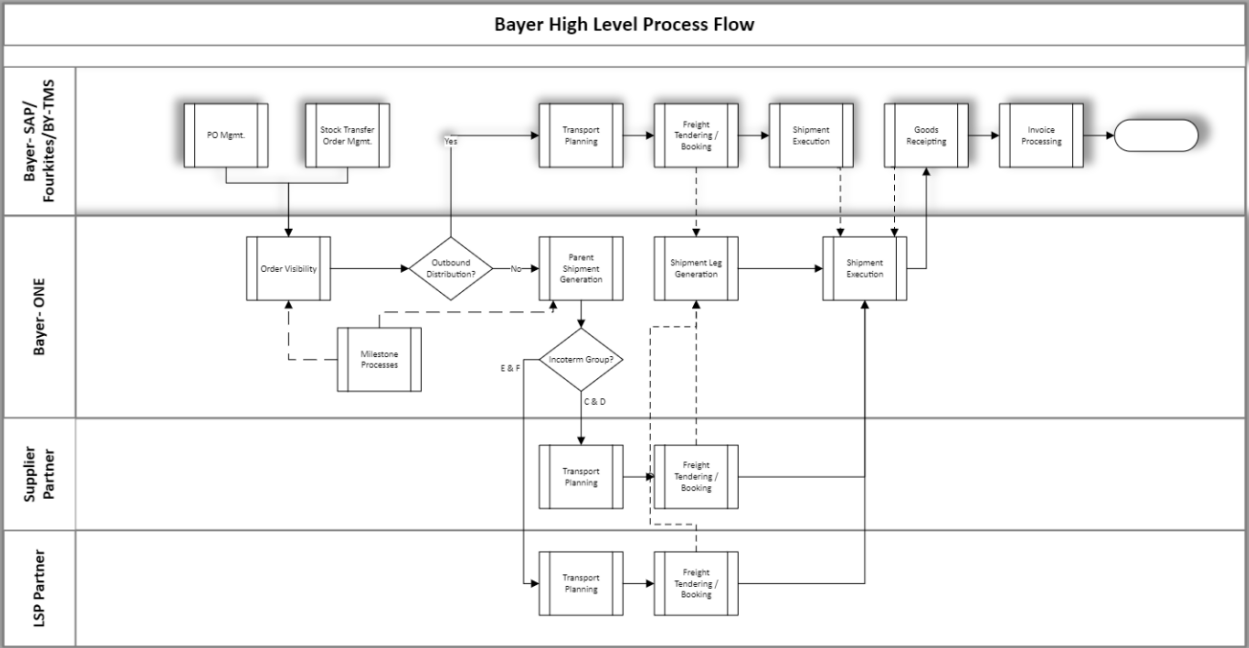 Bayer High Level Process Flow
Bayer- SAP/
Fourkites/BY-TMS
PO Mgmt.
Stock Transfer
Order Mgmt.
Yes
Transport
Planning
Freight
Tendering /
Booking
Shipment
Execution
Goods
Receipting
Invoice
Processing
Bayer- ONE
Order Visibility
Outbound
Distribution?
No
Parent
Shipment
Generation
Shipment Leg
Generation
Shipment
Execution
Milestone
Processes
Incoterm Group?
E & F
C & D
Supplier
Partner
Transport
Planning
Freight
Tendering /
Booking
LSP Partner
Transport
Planning
Freight
Tendering /
Booking